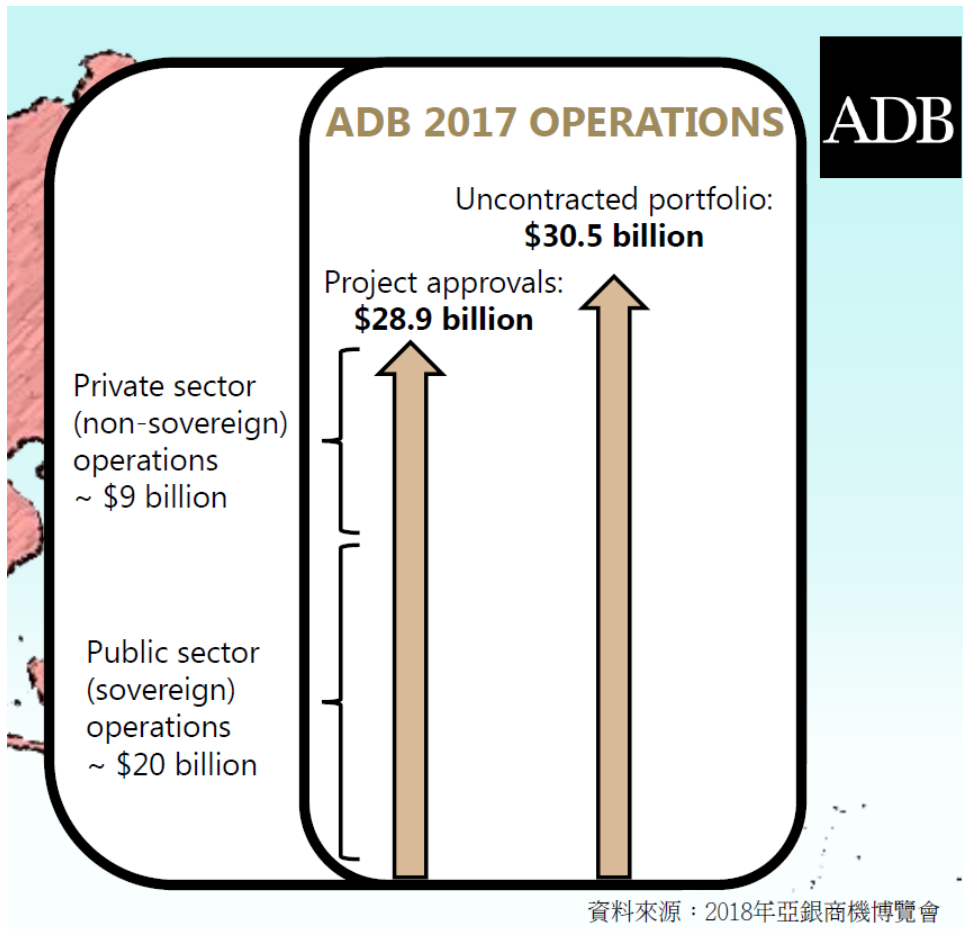 ADB 2017 OPERATIONS
ADB
Uncontracted portfolio:
$30.5 billion
Project approvals:
$28.9 billion
Private sector
(non-sovereign)
operations
~ $9 billion
Public sector
(sovereign)
operations
~ $20 billion
資料來源：2018年亞銀商機博覽會